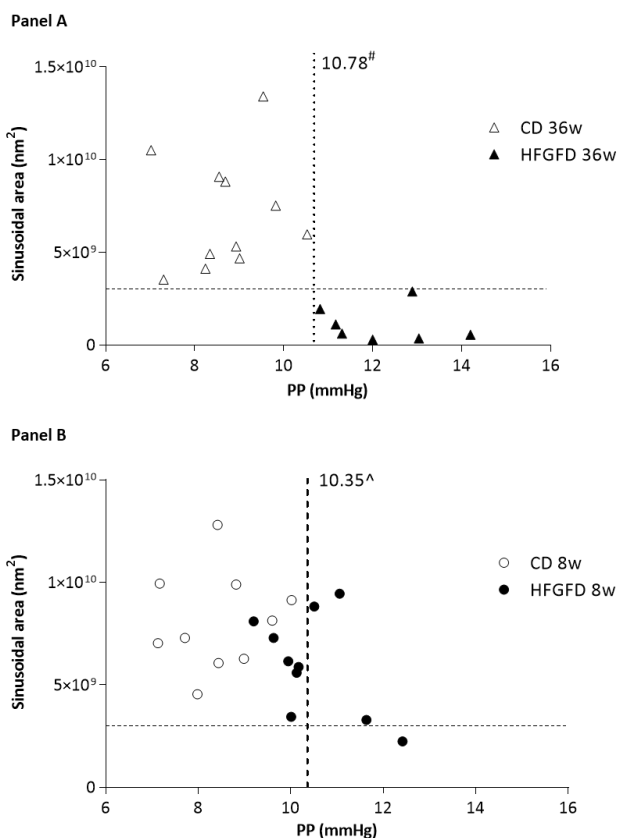 Panel A
1.5×10¹⁰
10.78#
△ CD 36w
▲ HFGFD 36w
1×10¹⁰
Sinusoidal area (nm²)
5×10⁹
0
6 8 10 12 14 16
PP (mmHg)
Panel B
1.5×10¹⁰
10.35^
○ CD 8w
● HFGFD 8w
1×10¹⁰
Sinusoidal area (nm²)
5×10⁹
0
6 8 10 12 14 16
PP (mmHg)